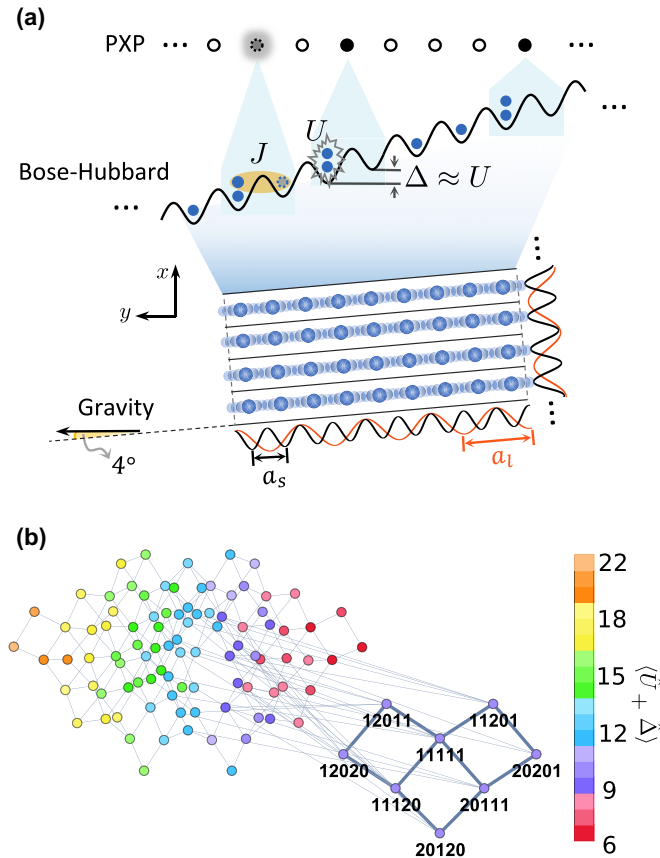 (a)
PXP
J
U
Δ ≈ U
Bose-Hubbard
x
y
Gravity
4°
a_s
a_l
(b)
22
18
15
12
9
6
⟨Û + Δ̂⟩
12011
11201
11111
12020
20201
11120
20111
20120